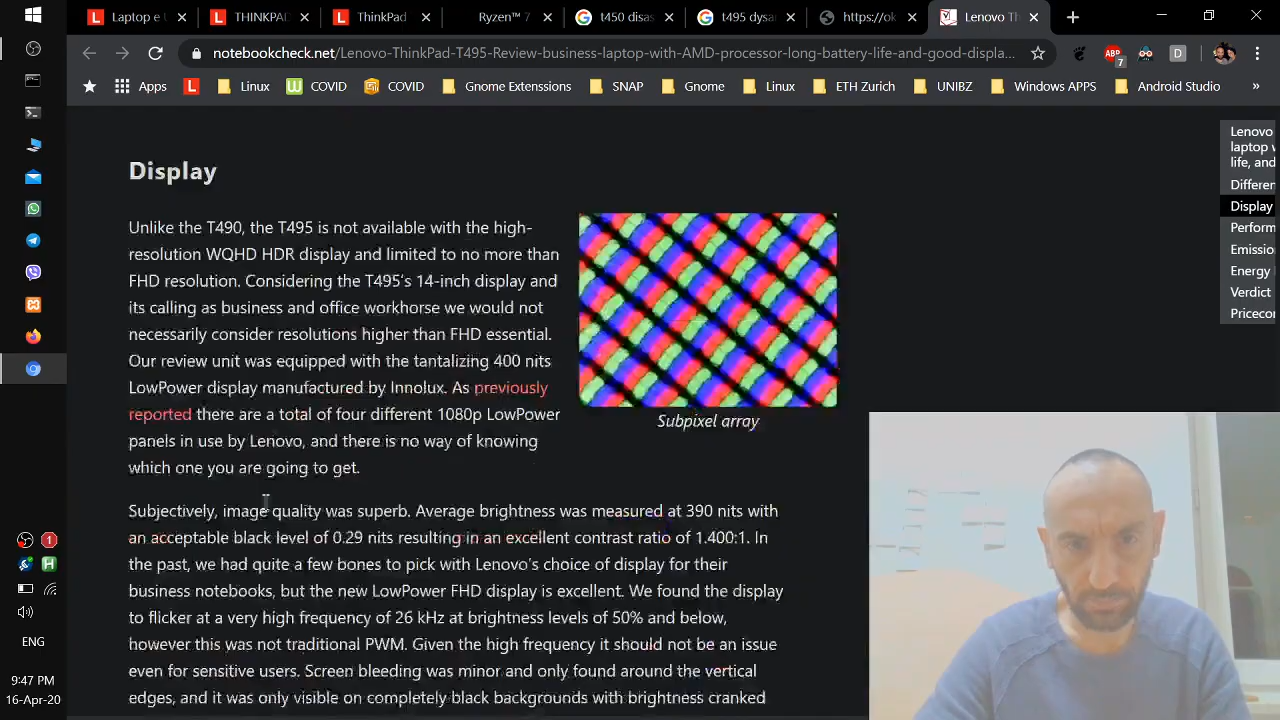 Laptop e U
THINKPAD
ThinkPad
Ryzen™ 7
t450 disas
t495 dysa
https://ok
Lenovo Th
notebookcheck.net/Lenovo-ThinkPad-T495-Review-business-laptop-with-AMD-processor-long-battery-life-and-good-displa...
ABP
7
D
Apps
Linux
COVID
COVID
Gnome Extenssions
SNAP
Gnome
Linux
ETH Zurich
UNIBZ
Windows APPS
Android Studio
»
Display
Unlike the T490, the T495 is not available with the high-
resolution WQHD HDR display and limited to no more than
FHD resolution. Considering the T495's 14-inch display and
its calling as business and office workhorse we would not
necessarily consider resolutions higher than FHD essential.
Our review unit was equipped with the tantalizing 400 nits
LowPower display manufactured by Innolux. As previously
reported there are a total of four different 1080p LowPower
panels in use by Lenovo, and there is no way of knowing
which one you are going to get.
Subpixel array
Subjectively, image quality was superb. Average brightness was measured at 390 nits with
an acceptable black level of 0.29 nits resulting in an excellent contrast ratio of 1.400:1. In
the past, we had quite a few bones to pick with Lenovo's choice of display for their
business notebooks, but the new LowPower FHD display is excellent. We found the display
to flicker at a very high frequency of 26 kHz at brightness levels of 50% and below,
however this was not traditional PWM. Given the high frequency it should not be an issue
even for sensitive users. Screen bleeding was minor and only found around the vertical
edges, and it was only visible on completely black backgrounds with brightness cranked
Lenovo
laptop w
life, and
Differen
Display
Perform
Emissio
Energy
Verdict
Pricecom
1
H
ENG
9:47 PM
16-Apr-20